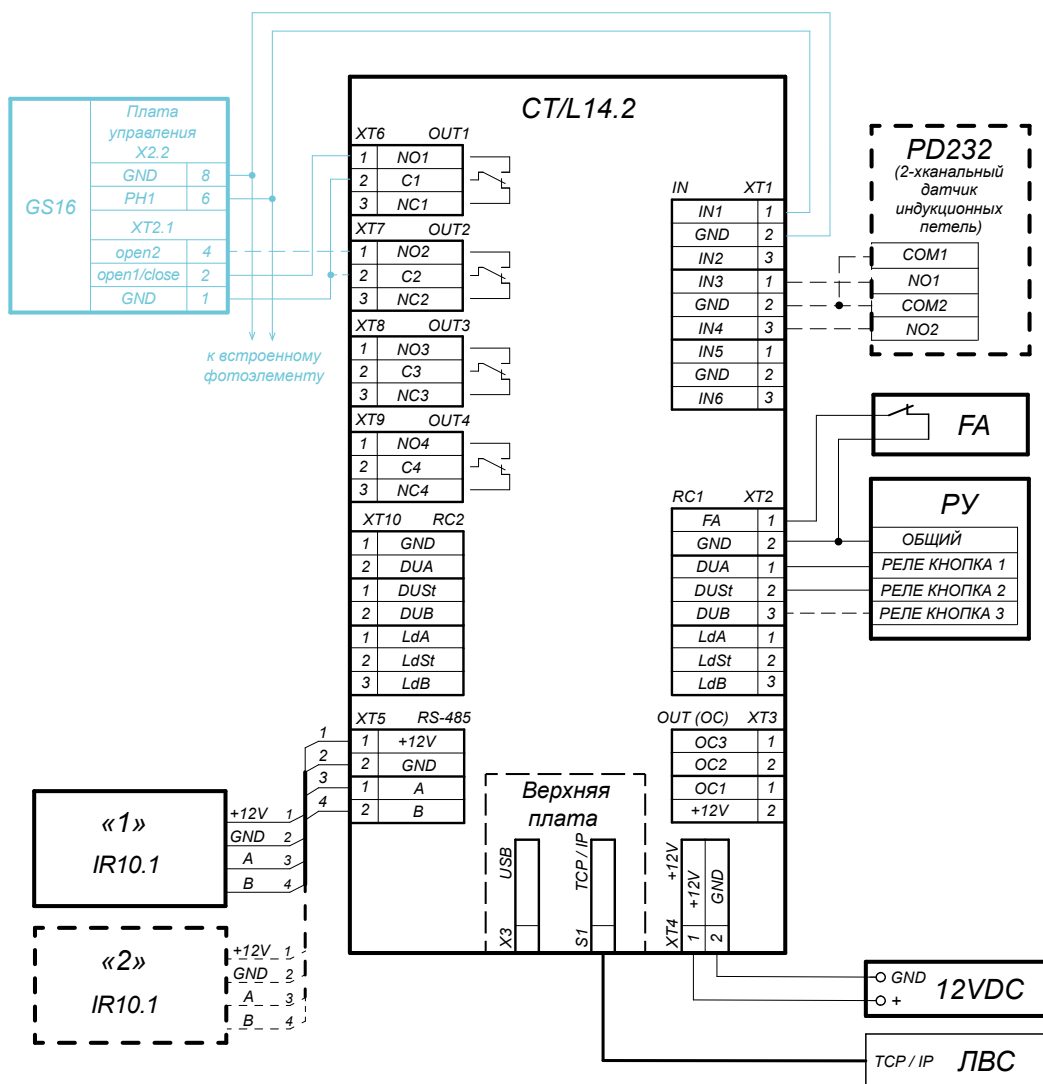 CT/L14.2
GS16
Плата
управления
X2.2
GND 8
PH1 6
XT2.1
open2 4
open1/close 2
GND 1
к встроенному
фотоэлементу
XT6 OUT1
1 NO1
2 C1
3 NC1
XT7 OUT2
1 NO2
2 C2
3 NC2
XT8 OUT3
1 NO3
2 C3
3 NC3
XT9 OUT4
1 NO4
2 C4
3 NC4
XT10 RC2
1 GND
2 DUA
1 DUSt
2 DUB
1 LdA
2 LdSt
3 LdB
XT5 RS-485
1 +12V
2 GND
1 A
2 B
1
2
3
4
«1»
IR10.1
+12V 1
GND 2
A 3
B 4
«2»
IR10.1
+12V 1
GND 2
A 3
B 4
IN XT1
IN1 1
GND 2
IN2 3
IN3 1
GND 2
IN4 3
IN5 1
GND 2
IN6 3
RC1 XT2
FA 1
GND 2
DUA 1
DUSt 2
DUB 3
LdA 1
LdSt 2
LdB 3
OUT (OC) XT3
OC3 1
OC2 2
OC1 1
+12V 2
Верхняя
плата
X3 USB
S1 TCP / IP
XT4 +12V
1 +12V
2 GND
PD232
(2-хканальный
датчик
индукционных
петель)
COM1
NO1
COM2
NO2
FA
РУ
ОБЩИЙ
РЕЛЕ КНОПКА 1
РЕЛЕ КНОПКА 2
РЕЛЕ КНОПКА 3
GND
+
12VDC
TCP / IP ЛВС